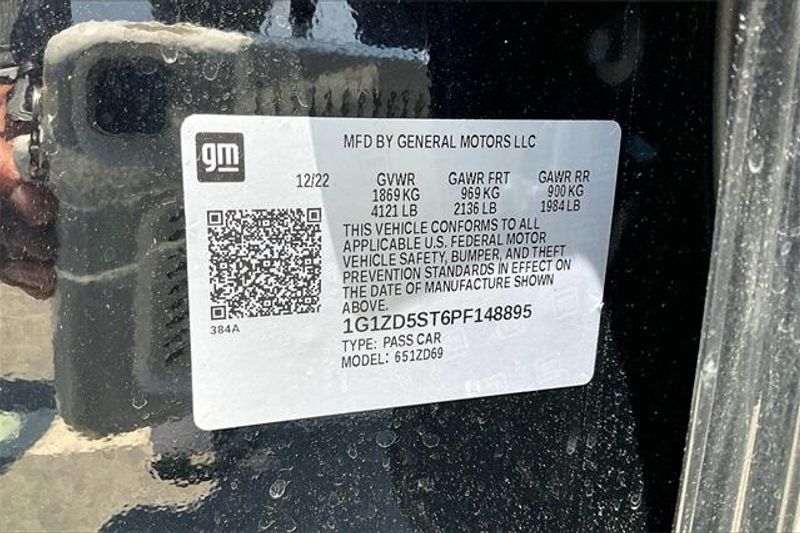 gm
MFD BY GENERAL MOTORS LLC
12/22 GVWR GAWR FRT GAWR RR
1869 KG 969 KG 900 KG
4121 LB 2136 LB 1984 LB
THIS VEHICLE CONFORMS TO ALL
APPLICABLE U.S. FEDERAL MOTOR
VEHICLE SAFETY, BUMPER, AND THEFT
PREVENTION STANDARDS IN EFFECT ON
THE DATE OF MANUFACTURE SHOWN
ABOVE.
384A
1G1ZD5ST6PF148895
TYPE: PASS CAR
MODEL: 651ZD69